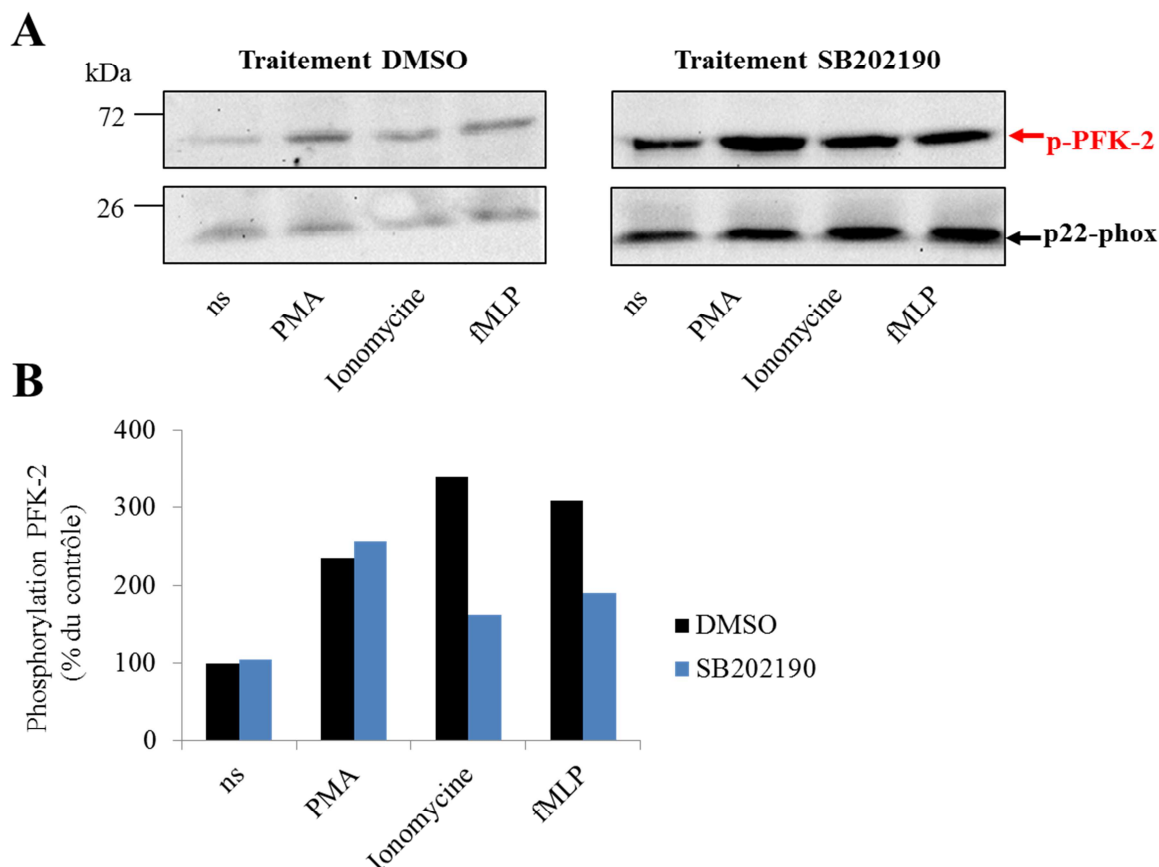 A
Traitement DMSO
Traitement SB202190
kDa
72
p-PFK-2
26
p22-phox
ns
PMA
Ionomycine
fMLP
ns
PMA
Ionomycine
fMLP
B
Phosphorylation PFK-2
(% du contrôle)
400
300
200
100
0
DMSO
SB202190
ns
PMA
Ionomycine
fMLP